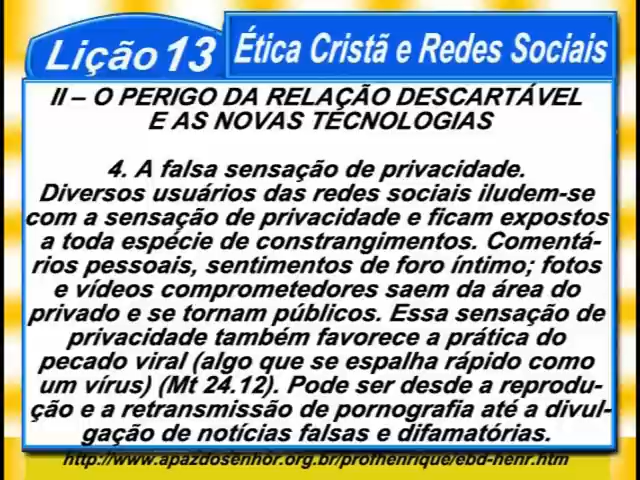 Lição 13
Ética Cristã e Redes Sociais
II – O PERIGO DA RELAÇÃO DESCARTÁVEL
E AS NOVAS TECNOLOGIAS
4. A falsa sensação de privacidade.
Diversos usuários das redes sociais iludem-se
com a sensação de privacidade e ficam expostos
a toda espécie de constrangimentos. Comentá-
rios pessoais, sentimentos de foro íntimo; fotos
e vídeos comprometedores saem da área do
privado e se tornam públicos. Essa sensação de
privacidade também favorece a prática do
pecado viral (algo que se espalha rápido como
um vírus) (Mt 24.12). Pode ser desde a reprodu-
ção e a retransmissão de pornografia até a divul-
gação de notícias falsas e difamatórias.
http://www.apazdosenhor.org.br/profhenrique/ebd-henr.htm